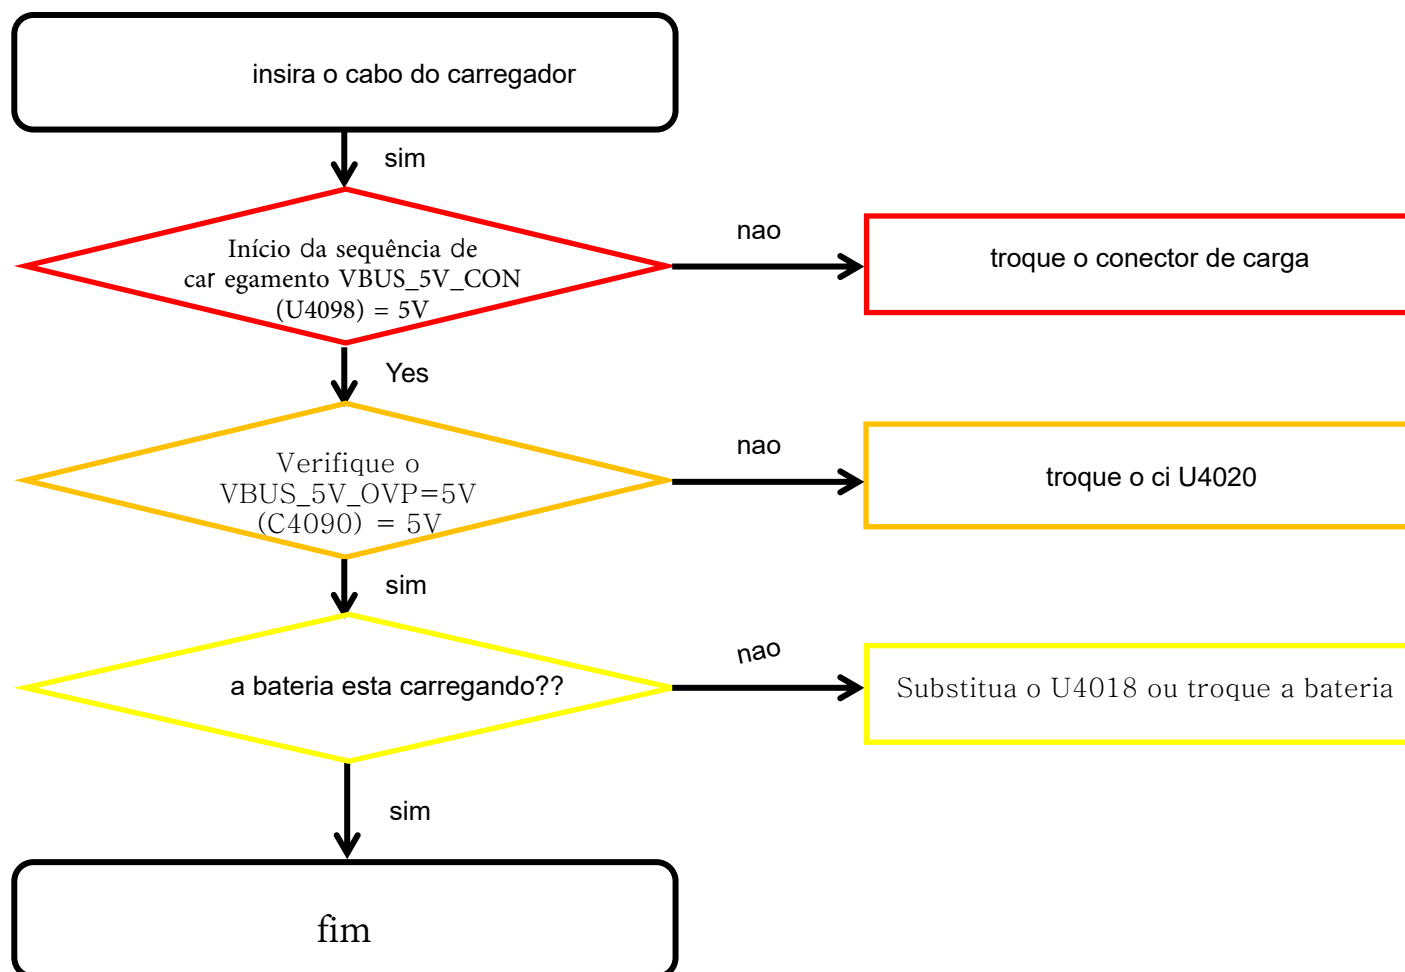 insira o cabo do carregador
sim
Início da sequência de
car egamento VBUS_5V_CON
(U4098) = 5V
nao
troque o conector de carga
Yes
Verifique o
VBUS_5V_OVP=5V
(C4090) = 5V
nao
troque o ci U4020
sim
a bateria esta carregando??
nao
Substitua o U4018 ou troque a bateria
sim
fim